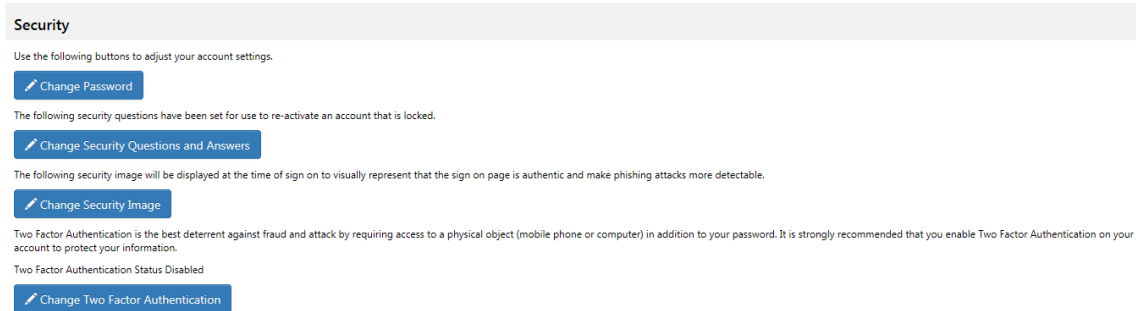 Security
Use the following buttons to adjust your account settings.
Change Password
The following security questions have been set for use to re-activate an account that is locked.
Change Security Questions and Answers
The following security image will be displayed at the time of sign on to visually represent that the sign on page is authentic and make phishing attacks more detectable.
Change Security Image
Two Factor Authentication is the best deterrent against fraud and attack by requiring access to a physical object (mobile phone or computer) in addition to your password. It is strongly recommended that you enable Two Factor Authentication on your
account to protect your information.
Two Factor Authentication Status Disabled
Change Two Factor Authentication